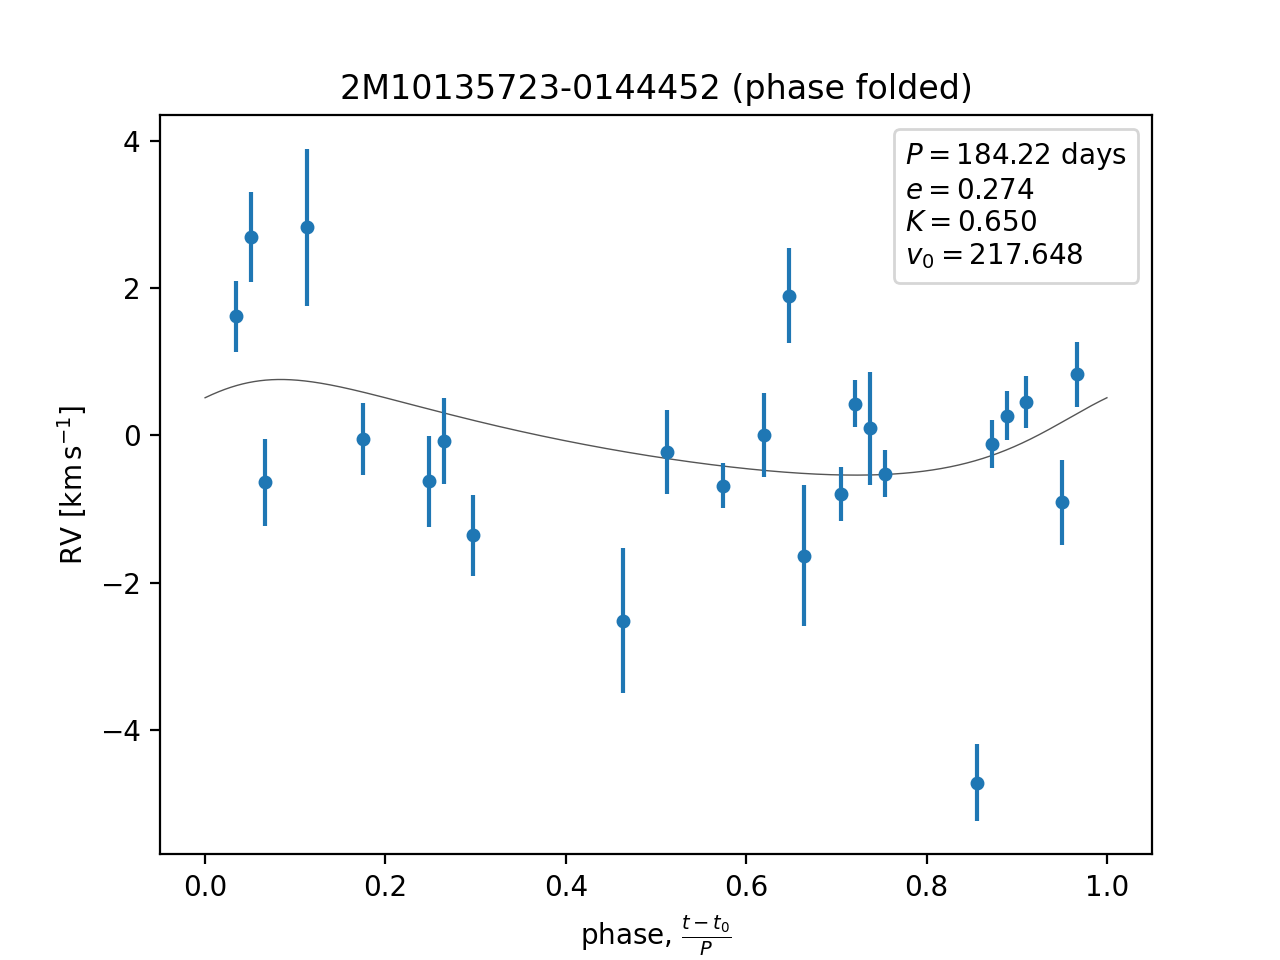 2M10135723-0144452 (phase folded)
P = 184.22 days
e = 0.274
K = 0.650
v₀ = 217.648
4
2
0
−2
−4
RV [km s⁻¹]
0.0 0.2 0.4 0.6 0.8 1.0
phase, (t − t₀)/P